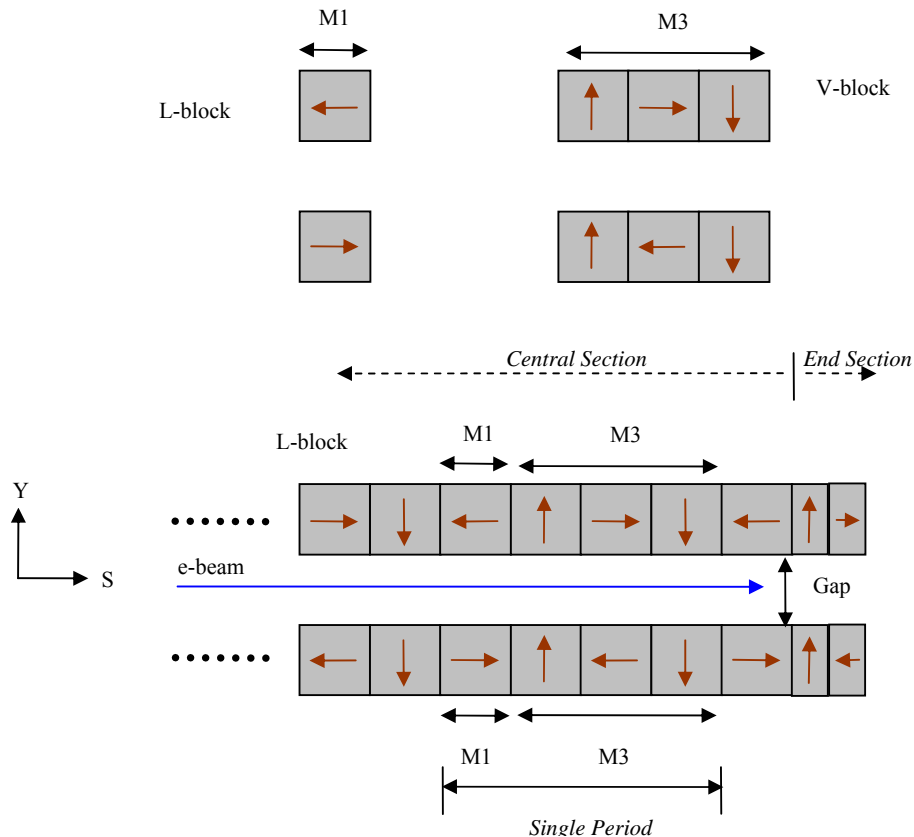 M1
M3
L-block
V-block
Central Section
End Section
L-block
M1
M3
Y
S
e-beam
Gap
M1
M3
Single Period